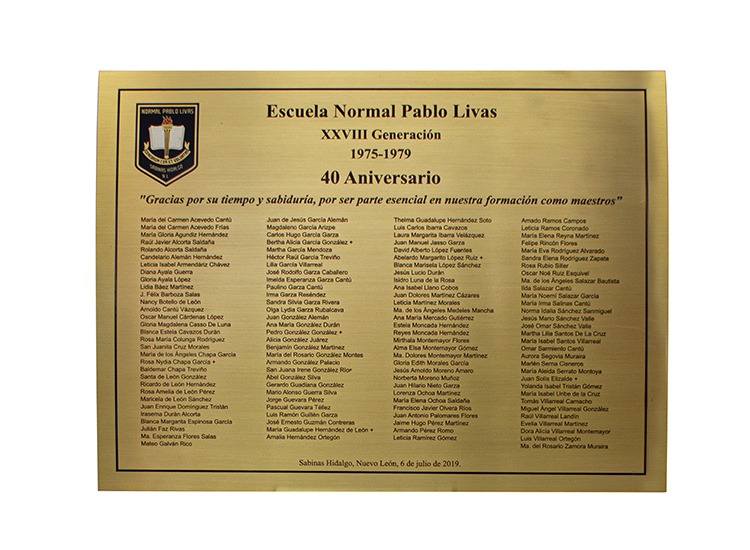 NORMAL PABLO LIVAS
SABINAS HIDALGO
N.L.
Escuela Normal Pablo Livas
XXVIII Generación
1975-1979
40 Aniversario
"Gracias por su tiempo y sabiduría, por ser parte esencial en nuestra formación como maestros"
María del Carmen Acevedo Cantú
María del Carmen Acevedo Frías
María Gloria Agundiz Hernández
Raúl Javier Alcorta Saldaña
Rolando Alcorta Saldaña
Candelario Alemán Hernández
Leticia Isabel Armendáriz Chávez
Diana Ayala Guerra
Gloria Ayala López
Lidia Báez Martínez
J. Félix Barboza Salas
Nancy Botello de León
Arnoldo Cantú Vázquez
Oscar Manuel Cárdenas López
Gloria Magdalena Casso De Luna
Blanca Estela Cavazos Durán
Rosa María Colunga Rodríguez
San Juanita Cruz Morales
María de los Ángeles Chapa García
Rosa Nydia Chapa García +
Baldemar Chapa Treviño
Santa de León González
Ricardo de León Hernández
Rosa Amelia de León Pérez
Maricela de León Sánchez
Juan Enrique Domínguez Tristán
Irasema Durán Alcorta
Blanca Margarita Espinosa García
Julián Faz Rivas
Ma. Esperanza Flores Salas
Mateo Galván Rico
Juan de Jesús García Alemán
Magdaleno García Arizpe
Carlos Hugo García Garza
Bertha Alicia García González +
Martha García Mendoza
Héctor Raúl García Treviño
Lilia García Villarreal
José Rodolfo Garza Caballero
Imelda Esperanza Garza Cantú
Paulino Garza Cantú
Irma Garza Reséndez
Sandra Silvia Garza Rivera
Olga Lydia Garza Rubalcava
Juan González Alemán
Ana María González Durán
Pedro González González +
Alicia González Juárez
Benjamín González Martínez
María del Rosario González Montes
Armando González Palacio
San Juana Irene González Ríos
Abel González Silva
Gerardo Guadiana González
Mario Alonso Guerra Silva
Jorge Guevara Pérez
Pascual Guevara Téllez
Luis Ramón Guillén Garza
José Ernesto Guzmán Contreras
María Guadalupe Hernández de León +
Amalia Hernández Ortegón
Thelma Guadalupe Hernández Soto
Luis Carlos Ibarra Cavazos
Laura Margarita Ibarra Velázquez
Juan Manuel Jasso Garza
David Alberto López Fuentes
Abelardo Margarito López Ruiz +
Blanca Marisela López Sánchez
Jesús Lucio Durán
Isidro Luna de la Rosa
Ana Isabel Llano Cobos
Juan Dolores Martínez Cázares
Leticia Martínez Morales
Ma. de los Ángeles Medeles Mancha
Ana María Mercado Gutiérrez
Estela Moncada Hernández
Reyes Moncada Hernández
Mirthala Montemayor Flores
Alma Elsa Montemayor Gómez
Ma. Dolores Montemayor Martínez
Gloria Edith Morales García
Jesús Arnoldo Moreno Amaro
Norberta Moreno Muñoz
Juan Hilario Nieto Garza
Lorenza Ochoa Martínez
María Elena Ochoa Saldaña
Francisco Javier Olivera Ríos
Juan Antonio Palomares Flores
Jaime Hugo Pérez Martínez
Armando Pérez Romo
Leticia Ramírez Gómez
Amado Ramos Campos
Leticia Ramos Coronado
María Elena Reyna Martínez
Felipe Rincón Flores
María Eva Rodríguez Alvarado
Sandra Elena Rodríguez Zapata
Rosa Rubio Siller
Oscar Noé Ruiz Esquivel
Ma. de los Ángeles Salazar Bautista
Ilda Salazar Cantú
María Noemí Salazar García
María Irma Salinas Cantú
Norma Idalia Sánchez Sanmiguel
Jesús Mario Sánchez Valle
José Omar Sánchez Valle
Martha Lilia Santos De La Cruz
María Isabel Santos Villarreal
Omar Sarmiento Cantú
Aurora Segovia Muraira
Martén Serna Cisneros
María Aleida Serrato Montoya
Juan Solís Elizalde +
Yolanda Isabel Tristán Gómez
María Isabel Uribe de la Cruz
Tomás Villarreal Camacho
Miguel Ángel Villarreal González
Raúl Villarreal Landín
Evelia Villarreal Martínez
Dora Alicia Villarreal Montemayor
Luis Villarreal Ortegón
Ma. del Rosario Zamora Muraira
Sabinas Hidalgo, Nuevo León, 6 de julio de 2019.